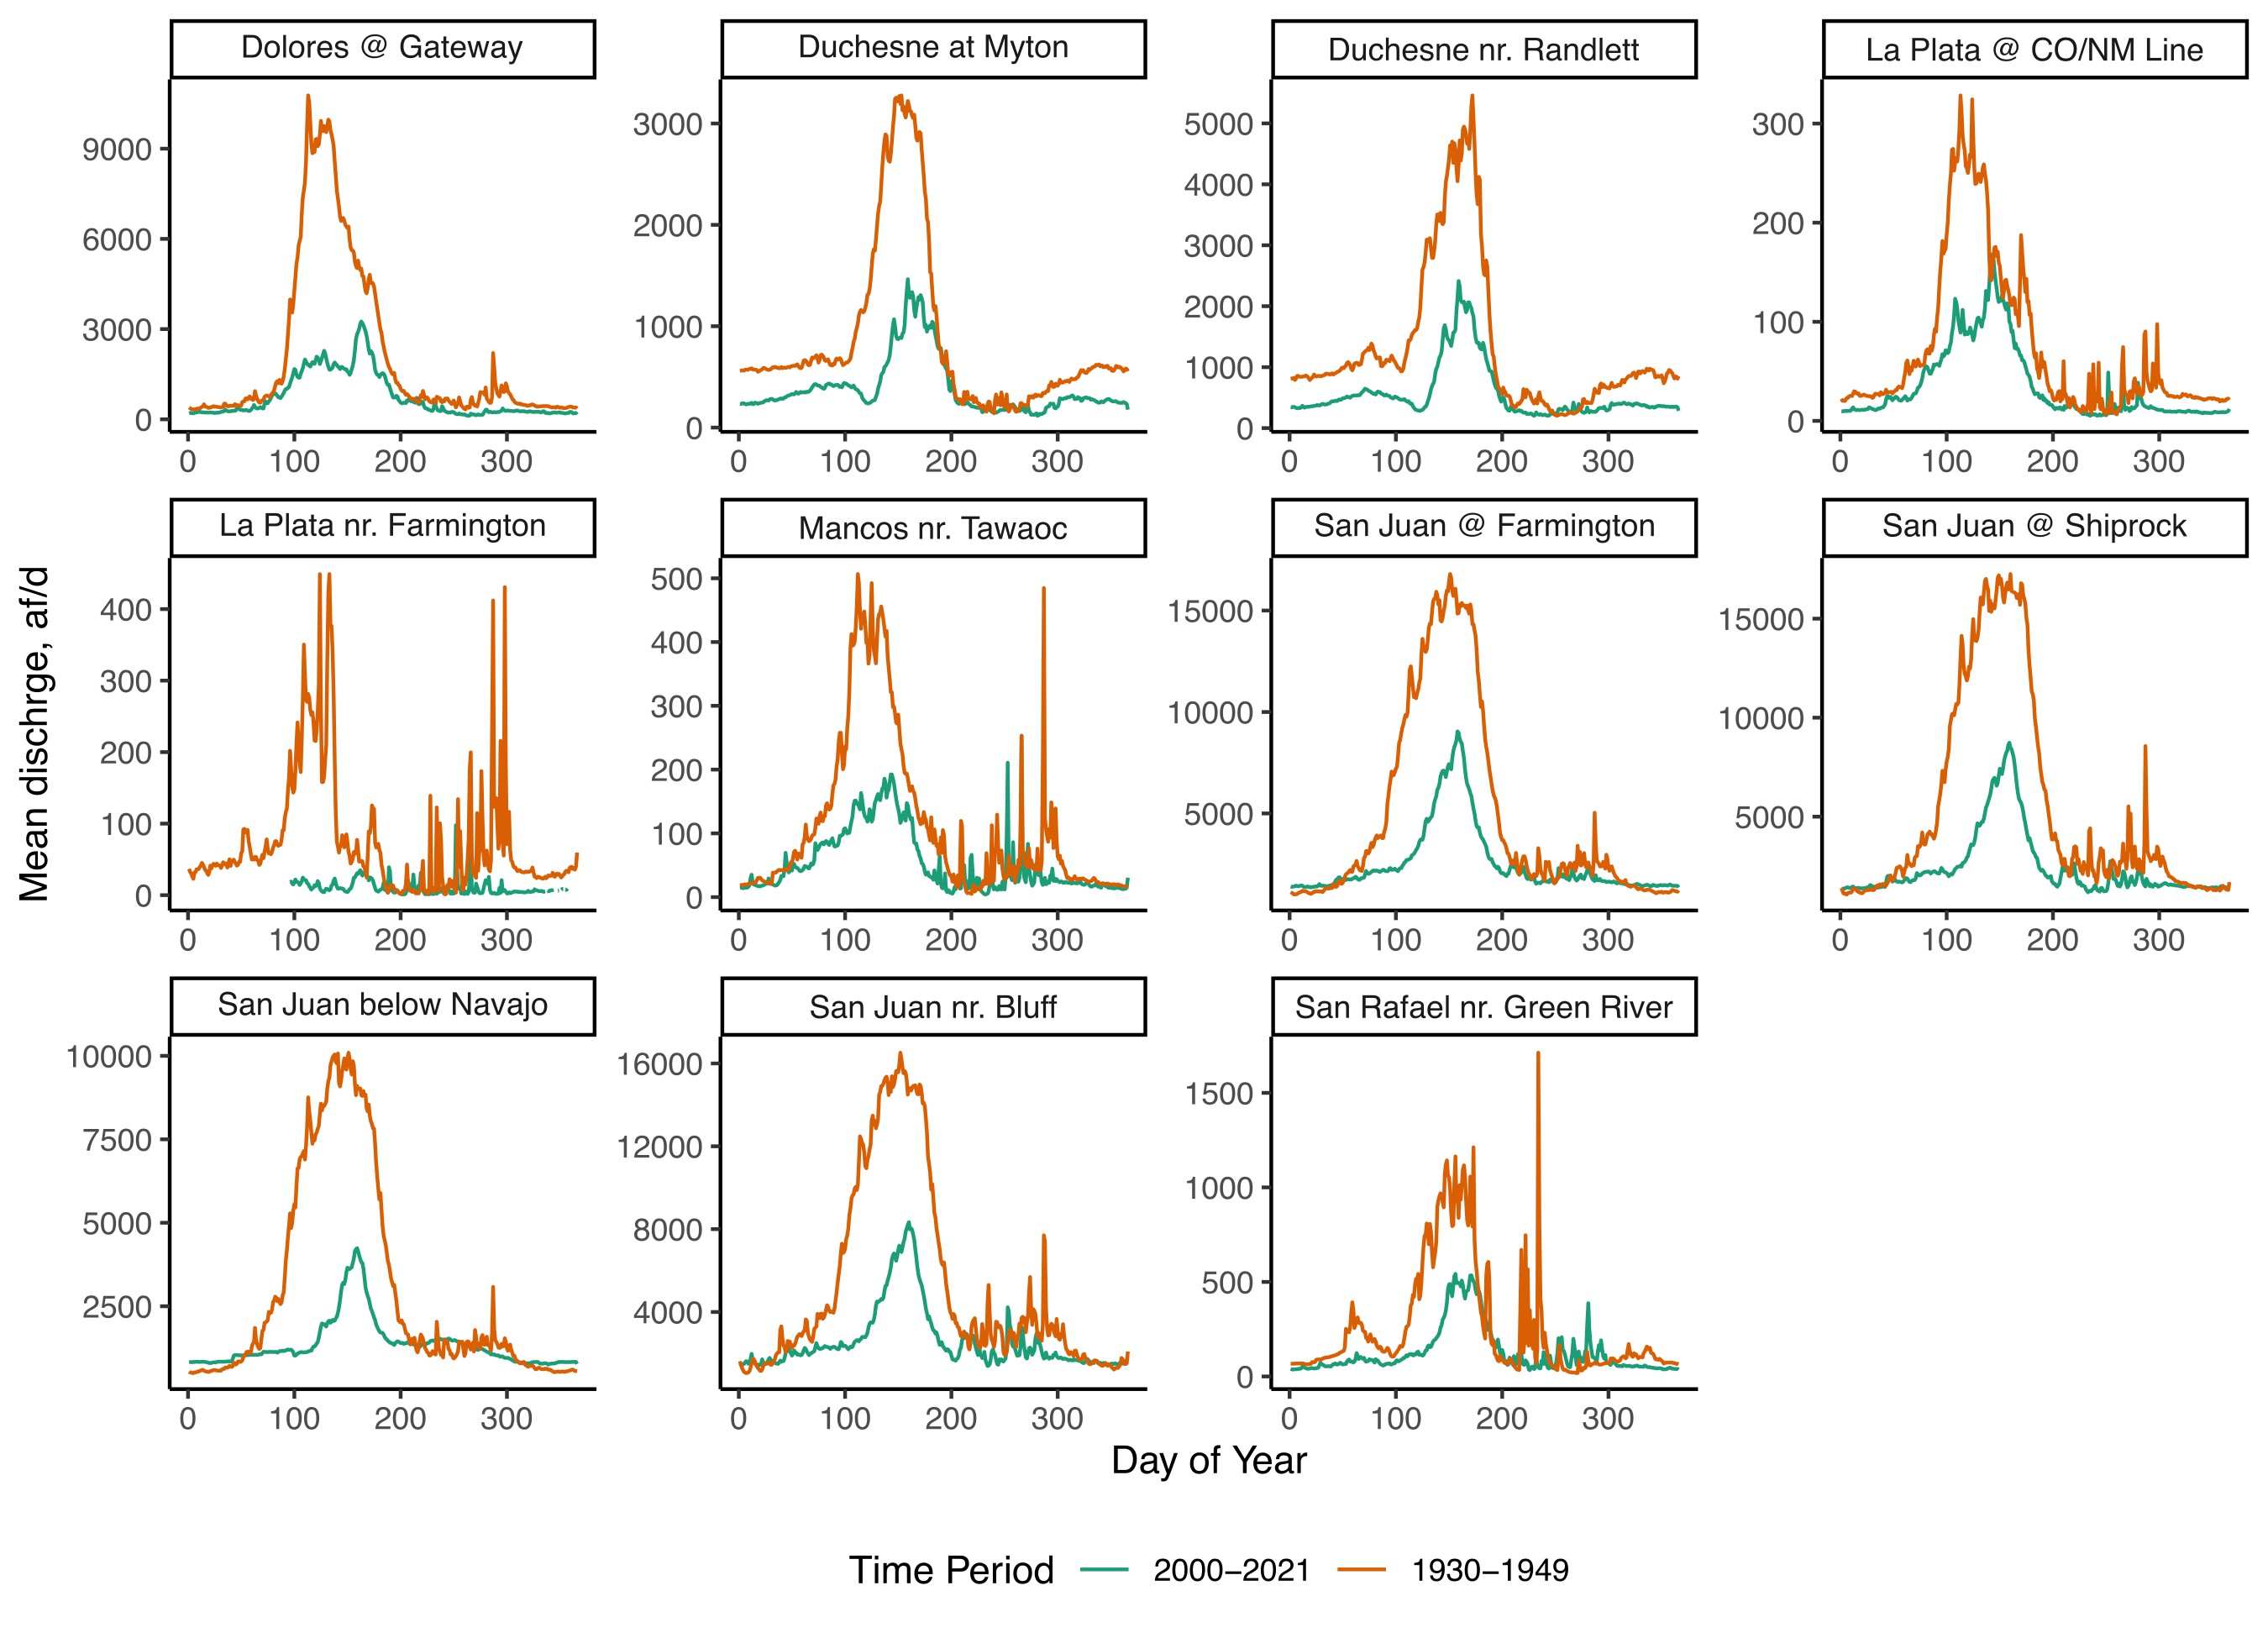 Dolores @ Gateway
Duchesne at Myton
Duchesne nr. Randlett
La Plata @ CO/NM Line
9000
6000
3000
0
0 100 200 300
3000
2000
1000
0
0 100 200 300
5000
4000
3000
2000
1000
0
0 100 200 300
300
200
100
0
0 100 200 300
Mean dischrge, af/d
La Plata nr. Farmington
Mancos nr. Tawaoc
San Juan @ Farmington
San Juan @ Shiprock
400
300
200
100
0
0 100 200 300
500
400
300
200
100
0
0 100 200 300
15000
10000
5000
0 100 200 300
15000
10000
5000
0 100 200 300
San Juan below Navajo
San Juan nr. Bluff
San Rafael nr. Green River
10000
7500
5000
2500
0 100 200 300
16000
12000
8000
4000
0 100 200 300
1500
1000
500
0
0 100 200 300
Day of Year
Time Period 2000–2021 1930–1949